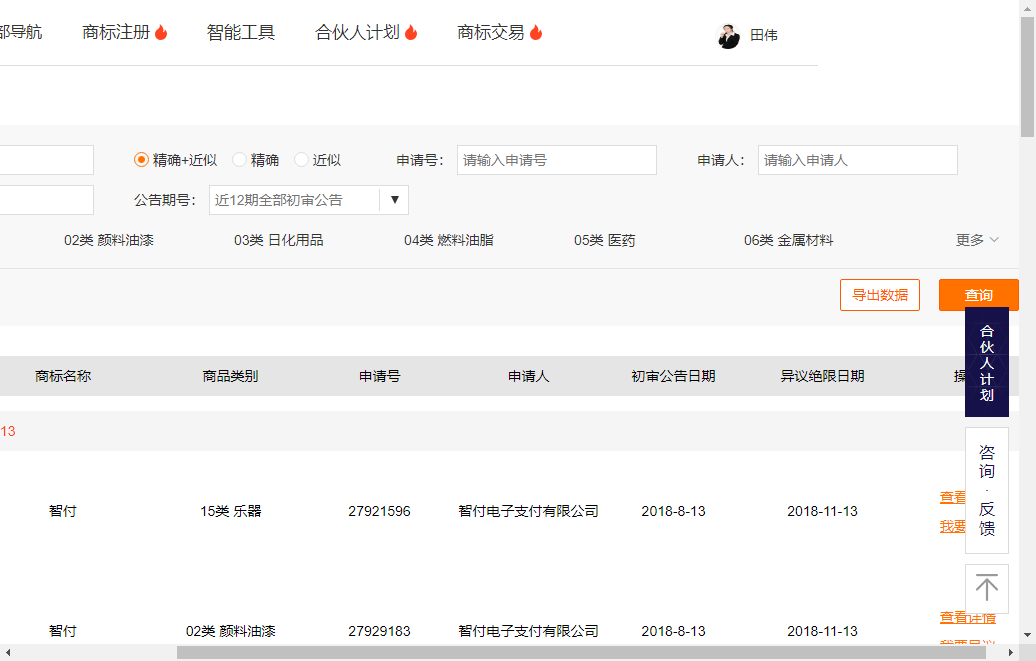 部导航 商标注册 智能工具 合伙人计划 商标交易 田伟
精确+近似 精确 近似 申请号： 请输入申请号 申请人： 请输入申请人
公告期号： 近12期全部初审公告
02类 颜料油漆 03类 日化用品 04类 燃料油脂 05类 医药 06类 金属材料 更多
导出数据 查询
合伙人计划
商标名称 商品类别 申请号 申请人 初审公告日期 异议绝限日期
13
咨询·反馈
智付 15类 乐器 27921596 智付电子支付有限公司 2018-8-13 2018-11-13 查看
我要
智付 02类 颜料油漆 27929183 智付电子支付有限公司 2018-8-13 2018-11-13 查看详情
我要异议